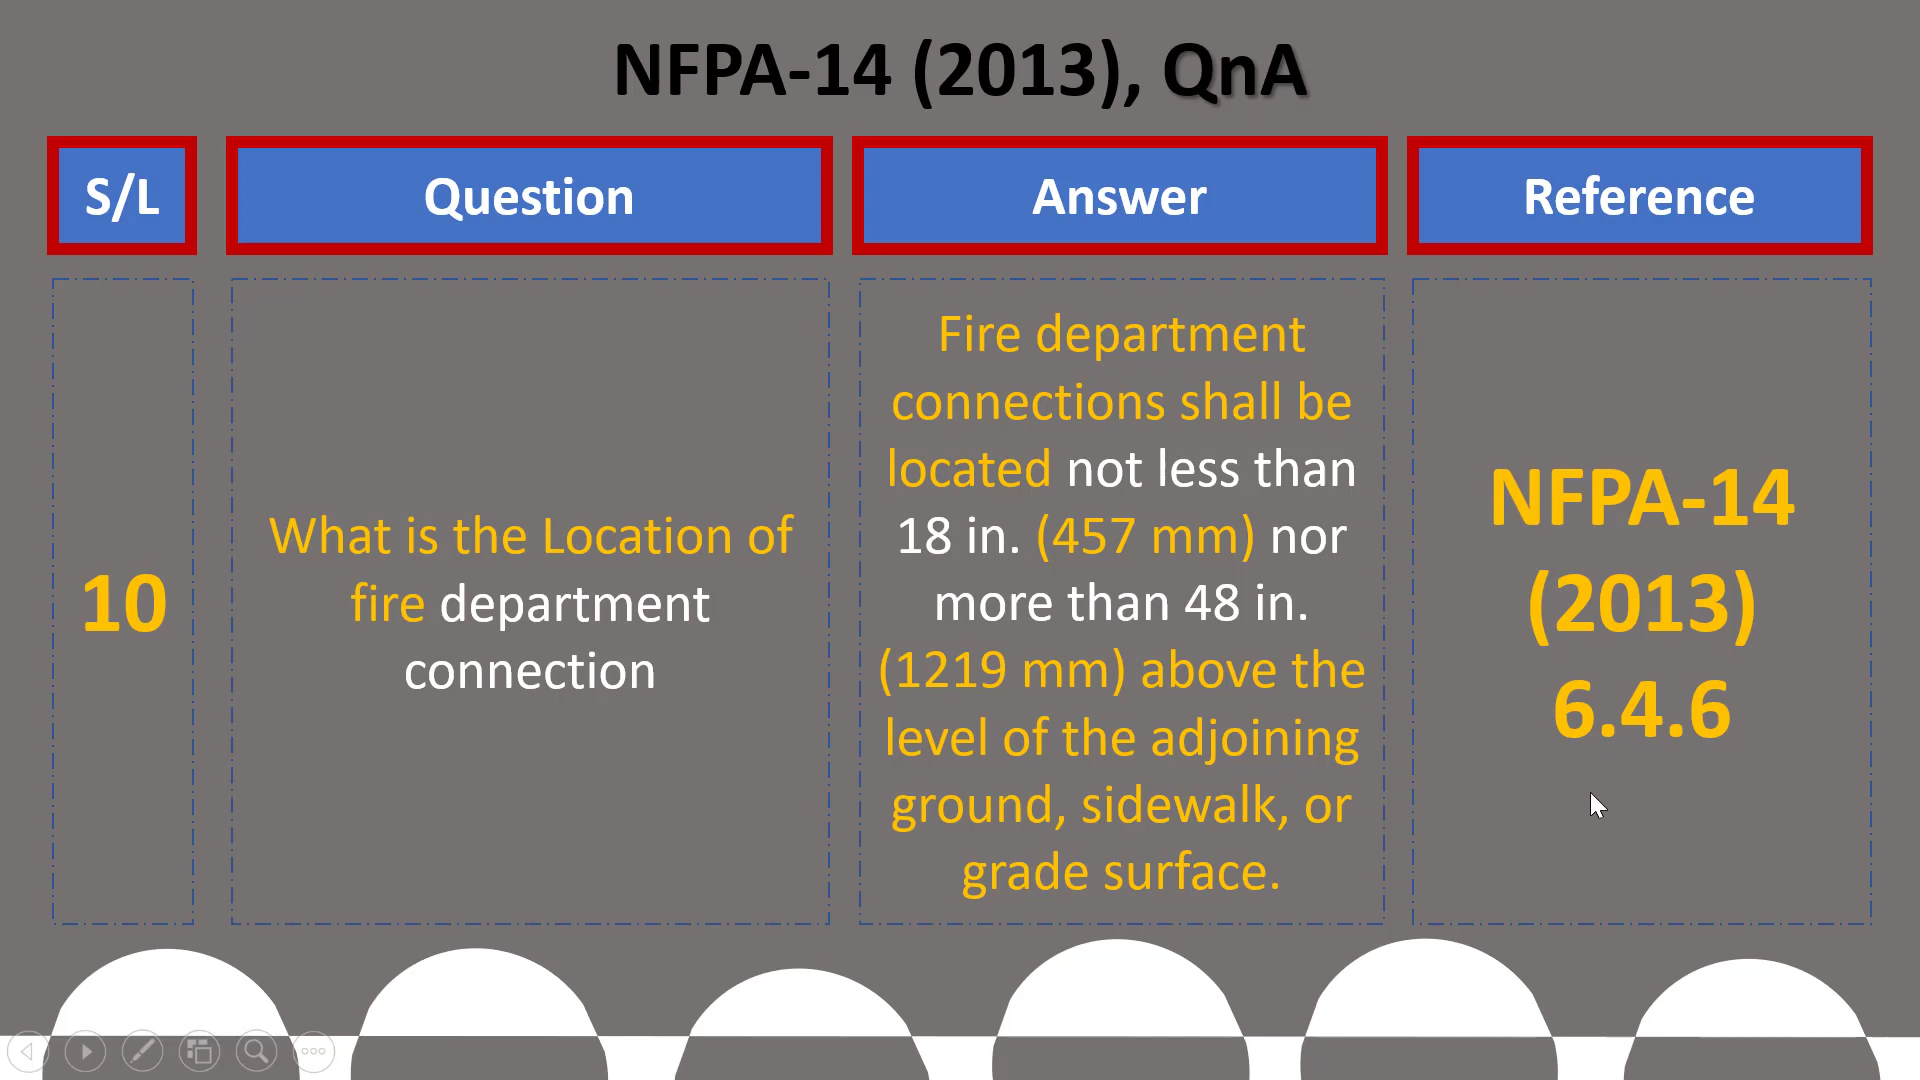 NFPA-14 (2013), QnA
S/L
Question
Answer
Reference
10
What is the Location of
fire department
connection
Fire department
connections shall be
located not less than
18 in. (457 mm) nor
more than 48 in.
(1219 mm) above the
level of the adjoining
ground, sidewalk, or
grade surface.
NFPA-14
(2013)
6.4.6